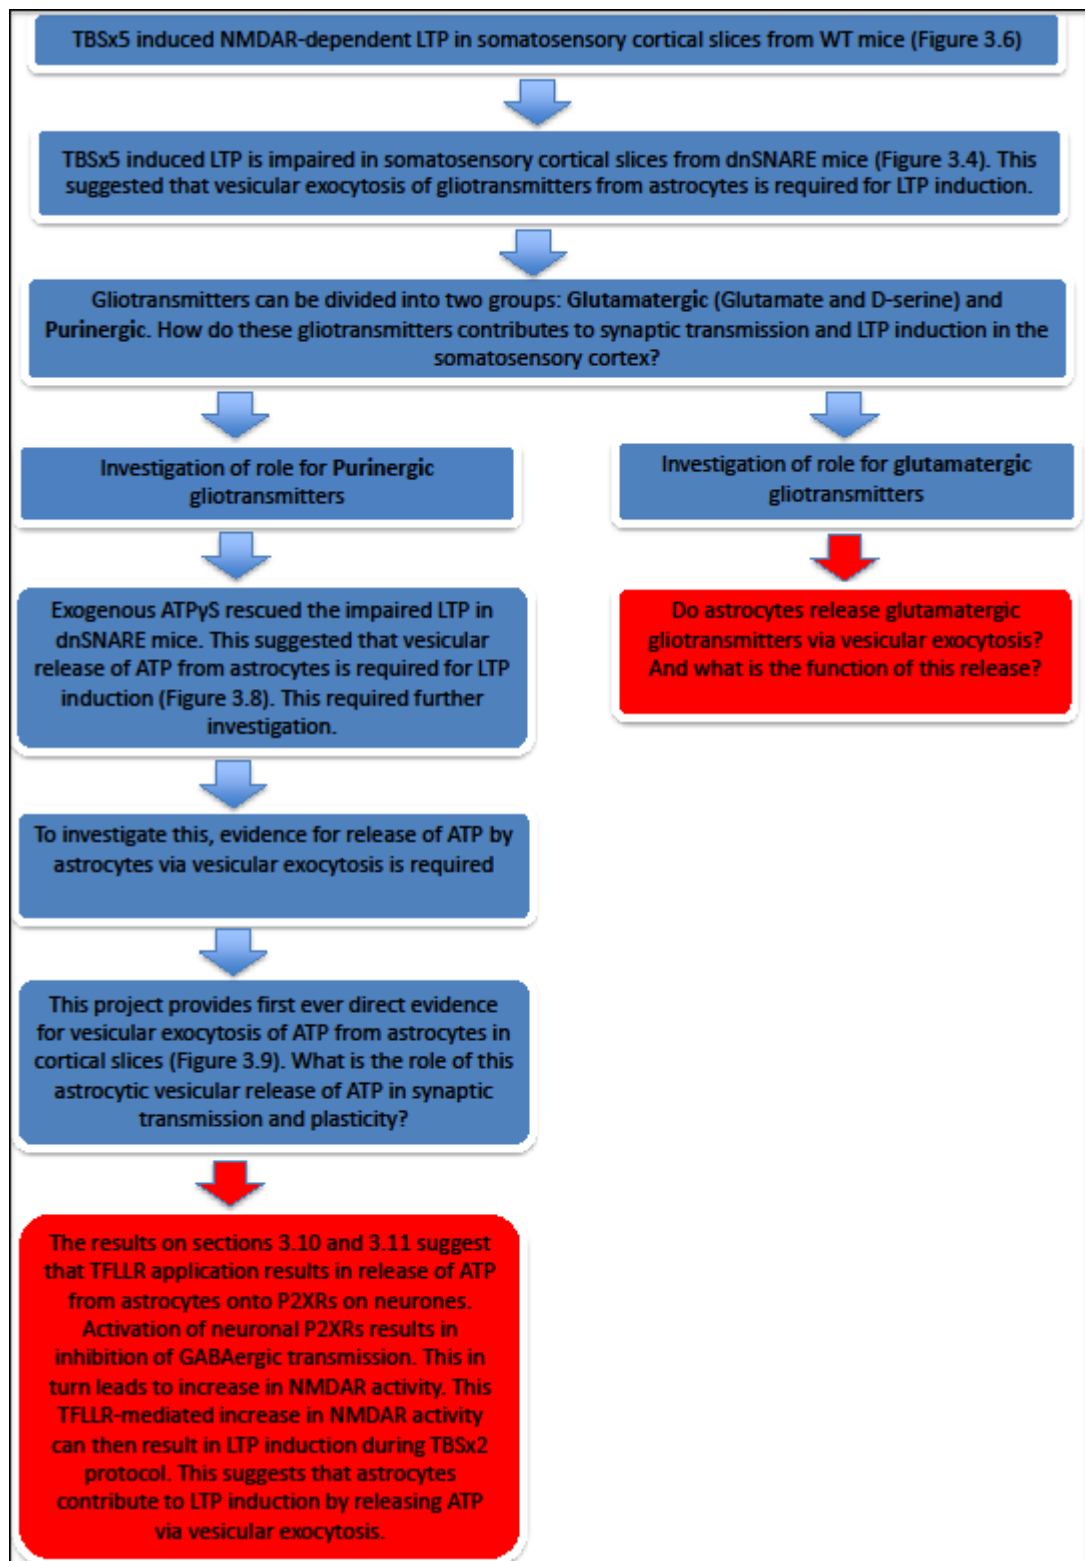 TBSx5 induced NMDAR-dependent LTP in somatosensory cortical slices from WT mice (Figure 3.6)
TBSx5 induced LTP is impaired in somatosensory cortical slices from dnSNARE mice (Figure 3.4). This
suggested that vesicular exocytosis of gliotransmitters from astrocytes is required for LTP induction.
Gliotransmitters can be divided into two groups: Glutamatergic (Glutamate and D-serine) and
Purinergic. How do these gliotransmitters contributes to synaptic transmission and LTP induction in the
somatosensory cortex?
Investigation of role for Purinergic
gliotransmitters
Exogenous ATPγS rescued the impaired LTP in
dnSNARE mice. This suggested that vesicular
release of ATP from astrocytes is required for LTP
induction (Figure 3.8). This required further
investigation.
To investigate this, evidence for release of ATP by
astrocytes via vesicular exocytosis is required
This project provides first ever direct evidence
for vesicular exocytosis of ATP from astrocytes in
cortical slices (Figure 3.9). What is the role of this
astrocytic vesicular release of ATP in synaptic
transmission and plasticity?
The results on sections 3.10 and 3.11 suggest
that TFLLR application results in release of ATP
from astrocytes onto P2XRs on neurones.
Activation of neuronal P2XRs results in
inhibition of GABAergic transmission. This in
turn leads to increase in NMDAR activity. This
TFLLR-mediated increase in NMDAR activity
can then result in LTP induction during TBSx2
protocol. This suggests that astrocytes
contribute to LTP induction by releasing ATP
via vesicular exocytosis.
Investigation of role for glutamatergic
gliotransmitters
Do astrocytes release glutamatergic
gliotransmitters via vesicular exocytosis?
And what is the function of this release?